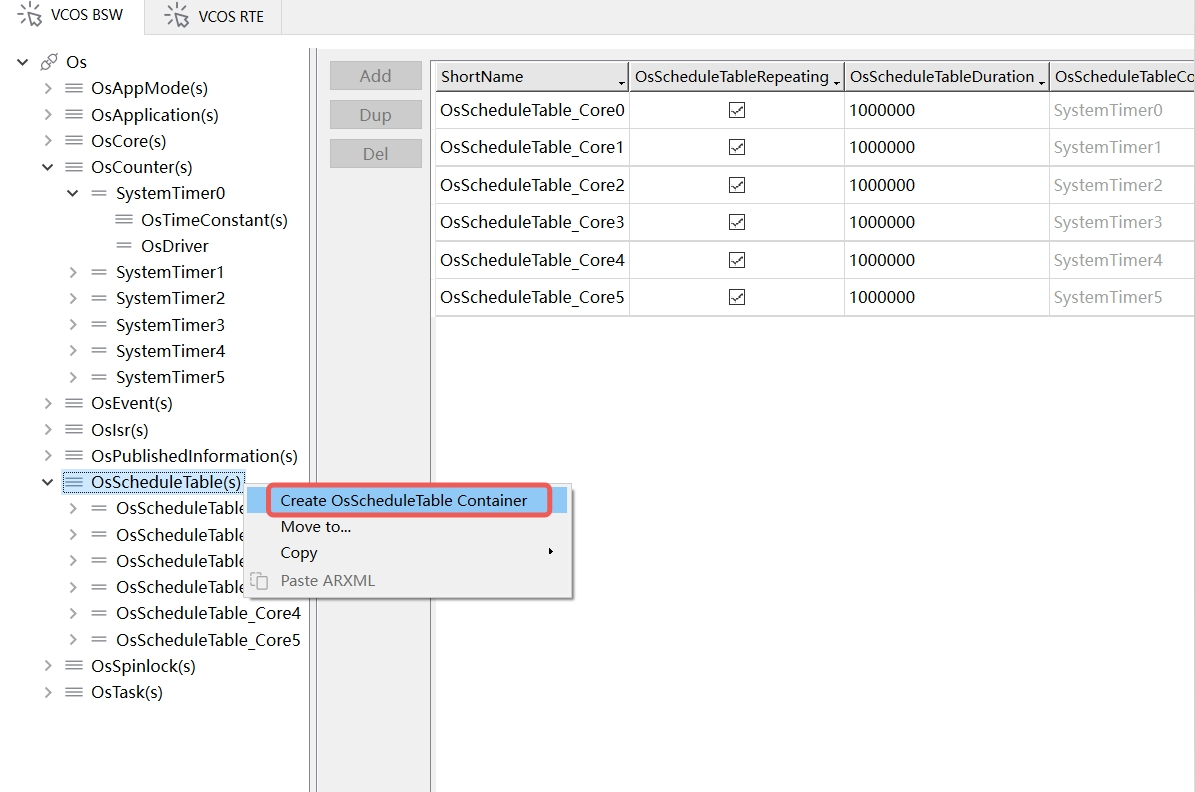 VCOS BSW
VCOS RTE
Os
OsAppMode(s)
OsApplication(s)
OsCore(s)
OsCounter(s)
SystemTimer0
OsTimeConstant(s)
OsDriver
SystemTimer1
SystemTimer2
SystemTimer3
SystemTimer4
SystemTimer5
OsEvent(s)
OsIsr(s)
OsPublishedInformation(s)
OsScheduleTable(s)
OsScheduleTable
OsScheduleTable
OsScheduleTable
OsScheduleTable
OsScheduleTable_Core4
OsScheduleTable_Core5
OsSpinlock(s)
OsTask(s)
Create OsScheduleTable Container
Move to...
Copy
Paste ARXML
Add
Dup
Del
ShortName OsScheduleTableRepeating OsScheduleTableDuration OsScheduleTableCo
OsScheduleTable_Core0 1000000 SystemTimer0
OsScheduleTable_Core1 1000000 SystemTimer1
OsScheduleTable_Core2 1000000 SystemTimer2
OsScheduleTable_Core3 1000000 SystemTimer3
OsScheduleTable_Core4 1000000 SystemTimer4
OsScheduleTable_Core5 1000000 SystemTimer5